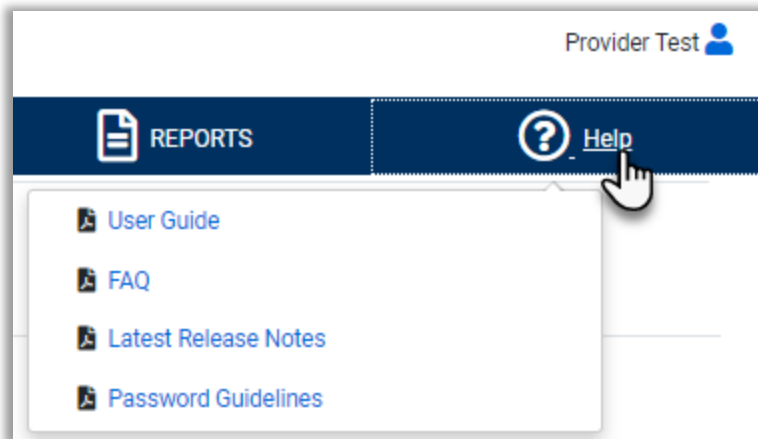 Provider Test
REPORTS
Help
User Guide
FAQ
Latest Release Notes
Password Guidelines